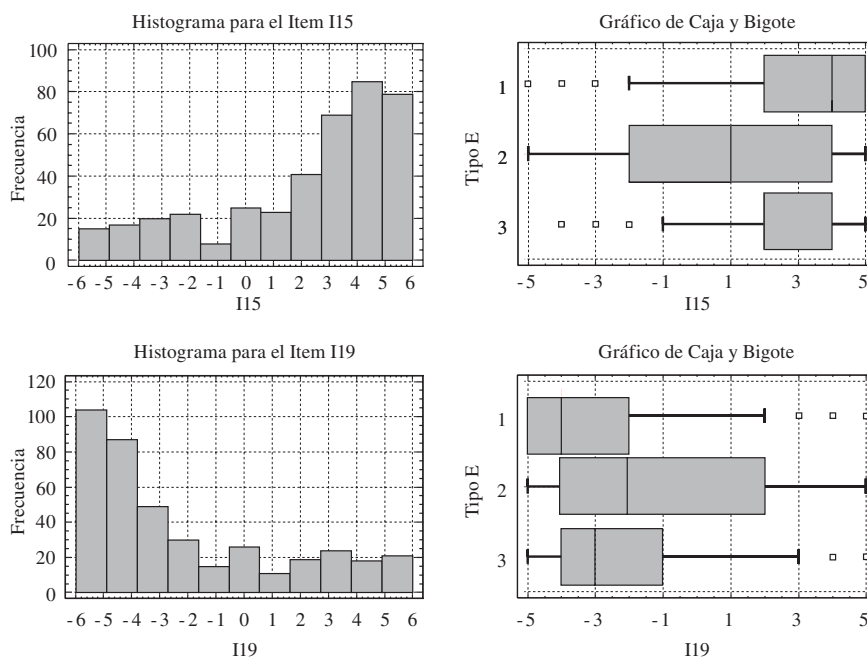 Histograma para el Item I15
Frecuencia
100
80
60
40
20
0
-6 -5 -4 -3 -2 -1 0 1 2 3 4 5 6
I15
Gráfico de Caja y Bigote
Tipo E
1
2
3
-5 -3 -1 1 3 5
I15
Histograma para el Item I19
Frecuencia
120
100
80
60
40
20
0
-6 -5 -4 -3 -2 -1 0 1 2 3 4 5 6
I19
Gráfico de Caja y Bigote
Tipo E
1
2
3
-5 -3 -1 1 3 5
I19